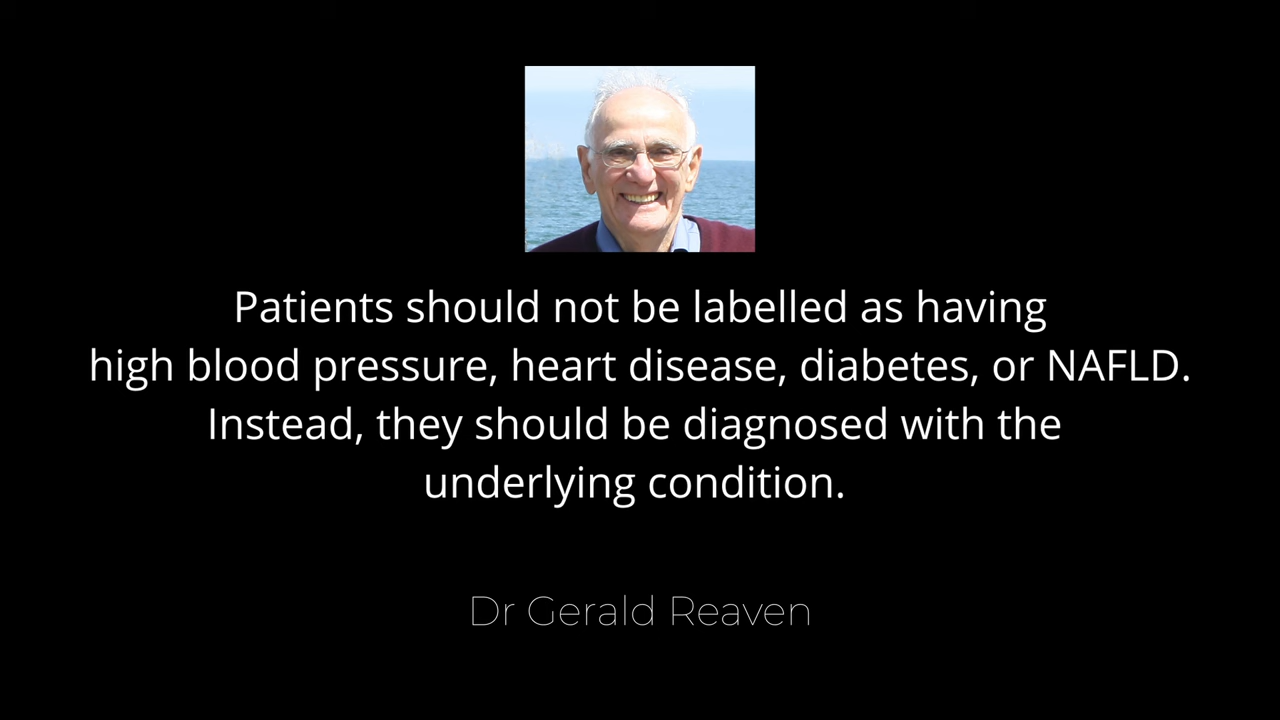 Patients should not be labelled as having
high blood pressure, heart disease, diabetes, or NAFLD.
Instead, they should be diagnosed with the
underlying condition.
Dr Gerald Reaven